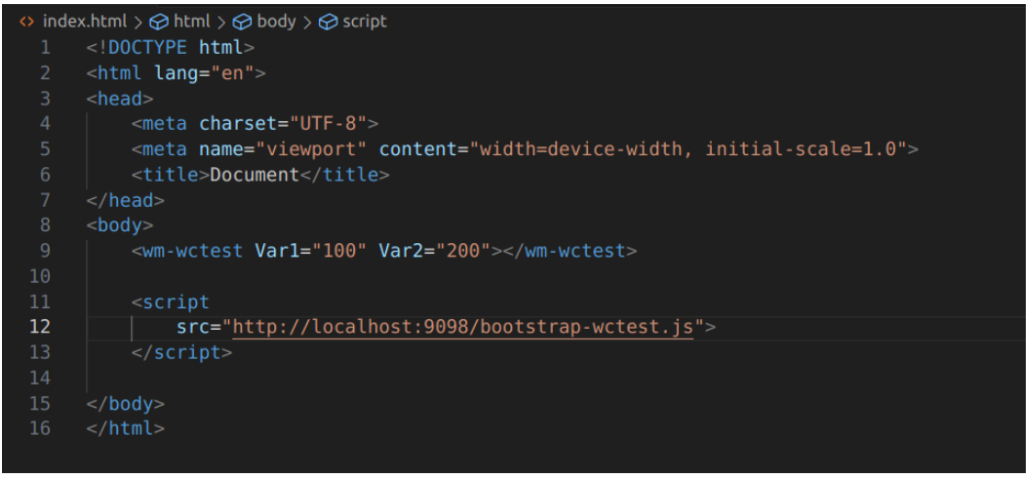 index.html > html > body > script
1 <!DOCTYPE html>
2 <html lang="en">
3 <head>
4 <meta charset="UTF-8">
5 <meta name="viewport" content="width=device-width, initial-scale=1.0">
6 <title>Document</title>
7 </head>
8 <body>
9 <wm-wctest Var1="100" Var2="200"></wm-wctest>
10
11 <script
12 src="http://localhost:9098/bootstrap-wctest.js">
13 </script>
14
15 </body>
16 </html>